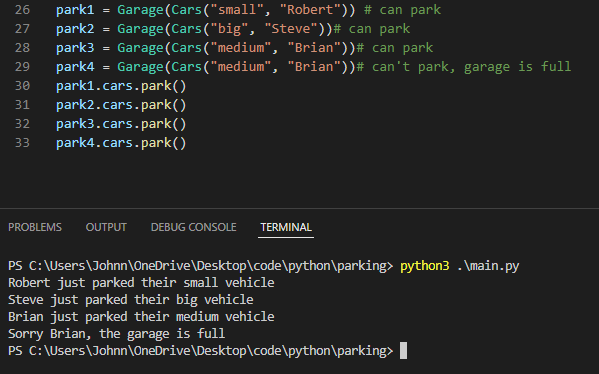 26 park1 = Garage(Cars("small", "Robert")) # can park
27 park2 = Garage(Cars("big", "Steve"))# can park
28 park3 = Garage(Cars("medium", "Brian"))# can park
29 park4 = Garage(Cars("medium", "Brian"))# can't park, garage is full
30 park1.cars.park()
31 park2.cars.park()
32 park3.cars.park()
33 park4.cars.park()
PROBLEMS OUTPUT DEBUG CONSOLE TERMINAL
PS C:\Users\Johnn\OneDrive\Desktop\code\python\parking> python3 .\main.py
Robert just parked their small vehicle
Steve just parked their big vehicle
Brian just parked their medium vehicle
Sorry Brian, the garage is full
PS C:\Users\Johnn\OneDrive\Desktop\code\python\parking>